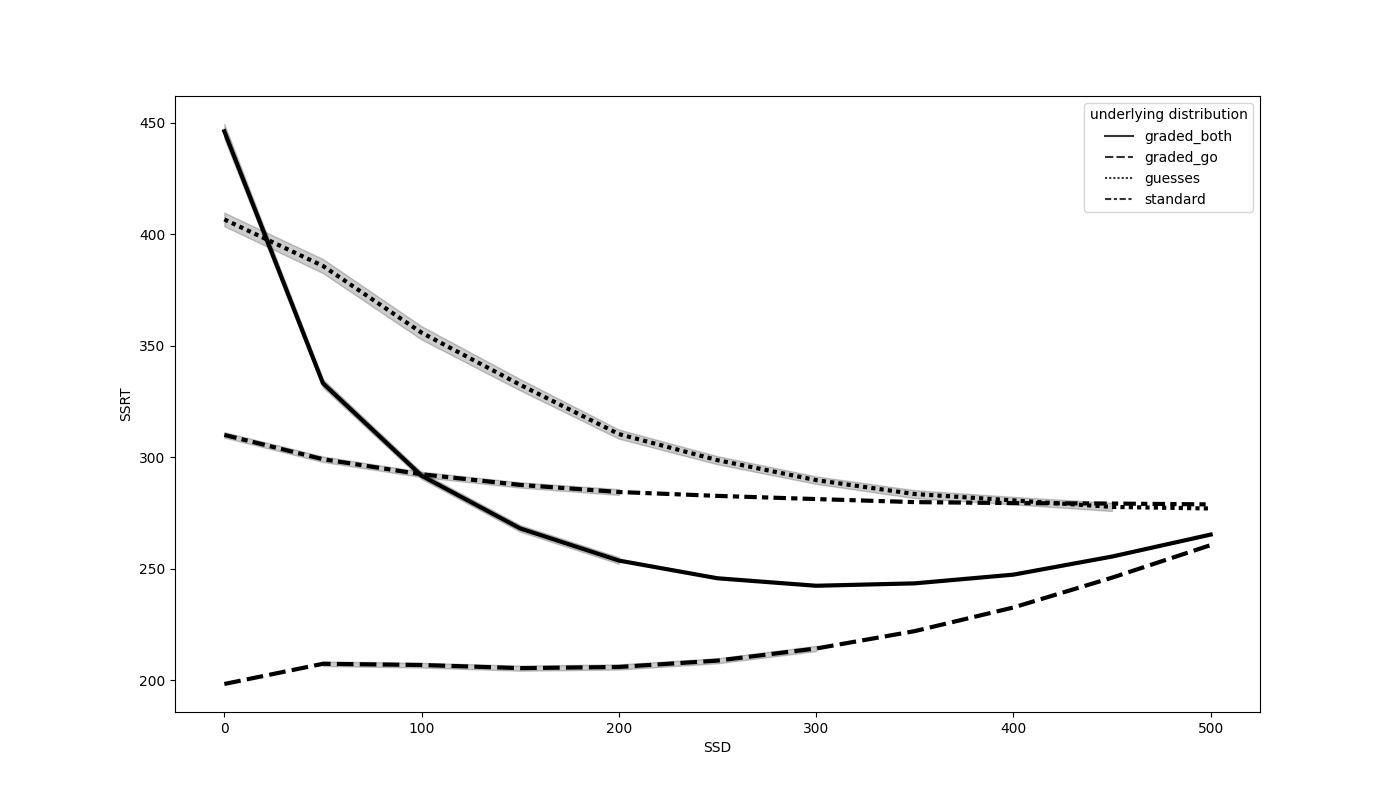 underlying distribution
graded_both
graded_go
guesses
standard
450
400
350
300
250
200
SSRT
0 100 200 300 400 500
SSD